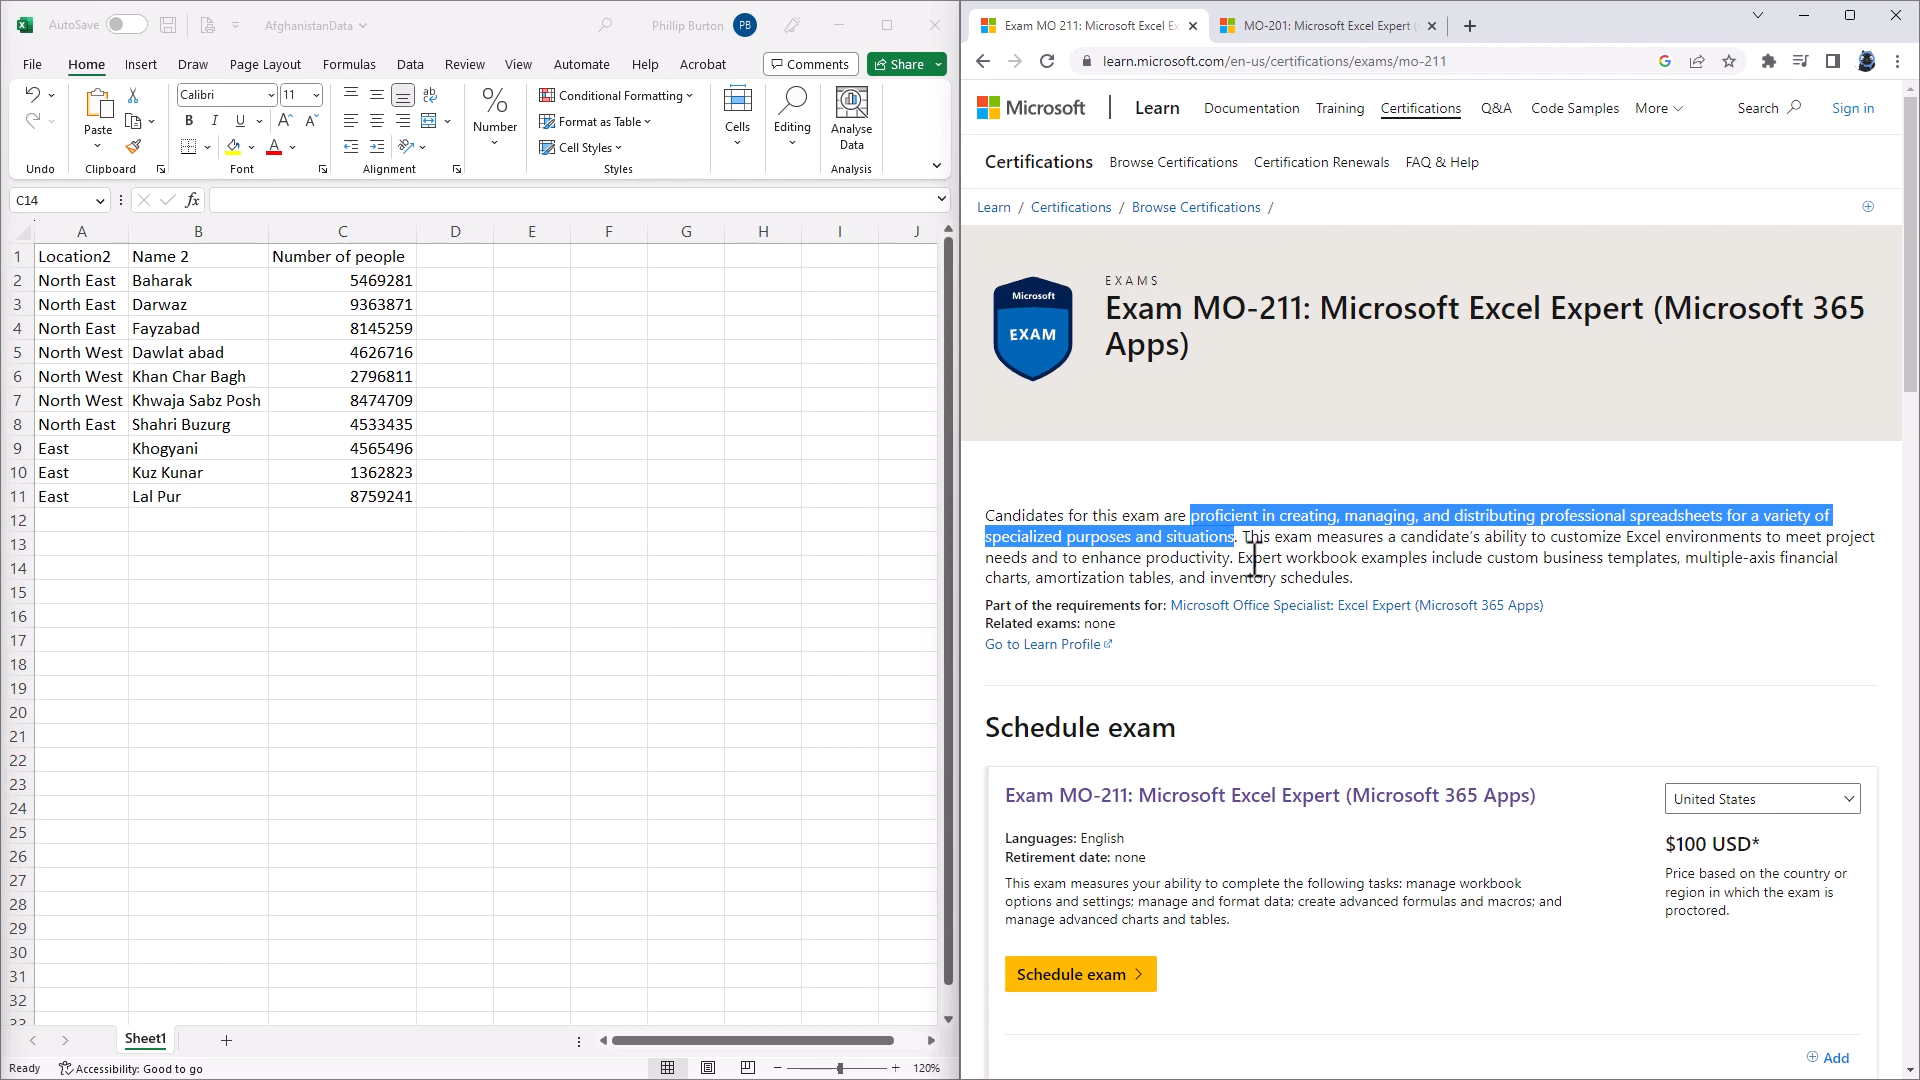 AutoSave
AfghanistanData
Phillip Burton
PB
File
Home
Insert
Draw
Page Layout
Formulas
Data
Review
View
Automate
Help
Acrobat
Comments
Share
Undo
Paste
Clipboard
Calibri
11
B
I
U
A
A
A
Font
ab
Alignment
%
Number
Conditional Formatting
Format as Table
Cell Styles
Styles
Cells
Editing
Analyse
Data
Analysis
C14
fx
A B C D E F G H I J
1 Location2 Name 2 Number of people
2 North East Baharak 5469281
3 North East Darwaz 9363871
4 North East Fayzabad 8145259
5 North West Dawlat abad 4626716
6 North West Khan Char Bagh 2796811
7 North West Khwaja Sabz Posh 8474709
8 North East Shahri Buzurg 4533435
9 East Khogyani 4565496
10 East Kuz Kunar 1362823
11 East Lal Pur 8759241
12
13
14
15
16
17
18
19
20
21
22
23
24
25
26
27
28
29
30
31
32
33
Sheet1
Ready
Accessibility: Good to go
120%
Exam MO 211: Microsoft Excel Ex
MO-201: Microsoft Excel Expert (
learn.microsoft.com/en-us/certifications/exams/mo-211
Microsoft
Learn
Documentation
Training
Certifications
Q&A
Code Samples
More
Search
Sign in
Certifications
Browse Certifications
Certification Renewals
FAQ & Help
Learn / Certifications / Browse Certifications /
Microsoft
EXAM
EXAMS
Exam MO-211: Microsoft Excel Expert (Microsoft 365
Apps)
Candidates for this exam are proficient in creating, managing, and distributing professional spreadsheets for a variety of
specialized purposes and situations. This exam measures a candidate's ability to customize Excel environments to meet project
needs and to enhance productivity. Expert workbook examples include custom business templates, multiple-axis financial
charts, amortization tables, and inventory schedules.
Part of the requirements for: Microsoft Office Specialist: Excel Expert (Microsoft 365 Apps)
Related exams: none
Go to Learn Profile
Schedule exam
Exam MO-211: Microsoft Excel Expert (Microsoft 365 Apps)
Languages: English
Retirement date: none
This exam measures your ability to complete the following tasks: manage workbook
options and settings; manage and format data; create advanced formulas and macros; and
manage advanced charts and tables.
Schedule exam
United States
$100 USD*
Price based on the country or
region in which the exam is
proctored.
Add